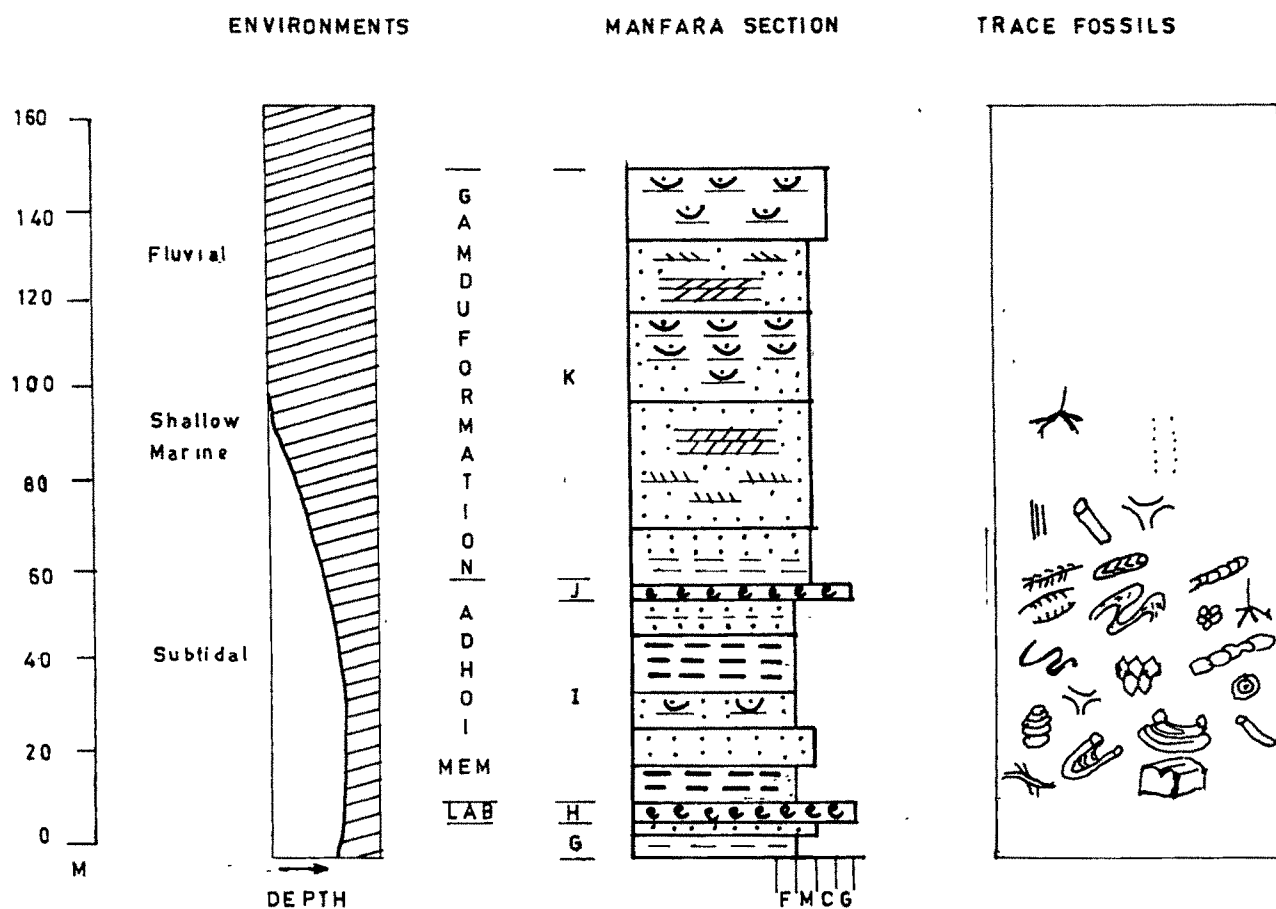 ENVIRONMENTS MANFARA SECTION TRACE FOSSILS
160
140
120
100
80
60
40
20
0
M
Fluvial
Shallow
Marine
Subtidal
DEPTH
GAMDU FORMATION
ADHOI
MEM
LAB
K
J
I
H
G
F M C G